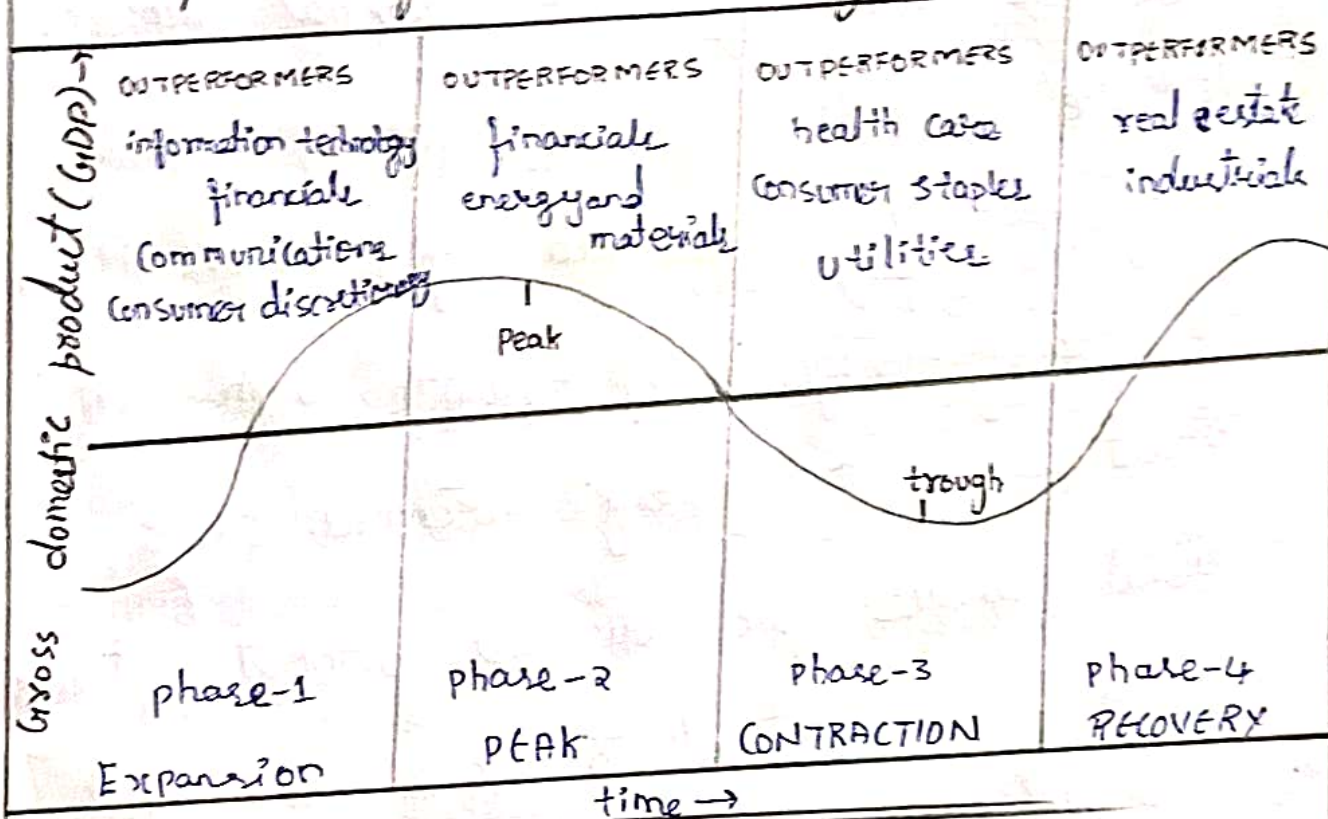 Gross domestic product (GDP)→
OUTPERFORMERS
information technology
financials
Communications
Consumer discretionary
OUTPERFORMERS
financials
energy and
materials
Peak
OUTPERFORMERS
health care
Consumer staples
utilities
trough
OUTPERFORMERS
real estate
industrials
phase-1
Expansion
phase-2
PEAK
phase-3
CONTRACTION
phase-4
RECOVERY
time →